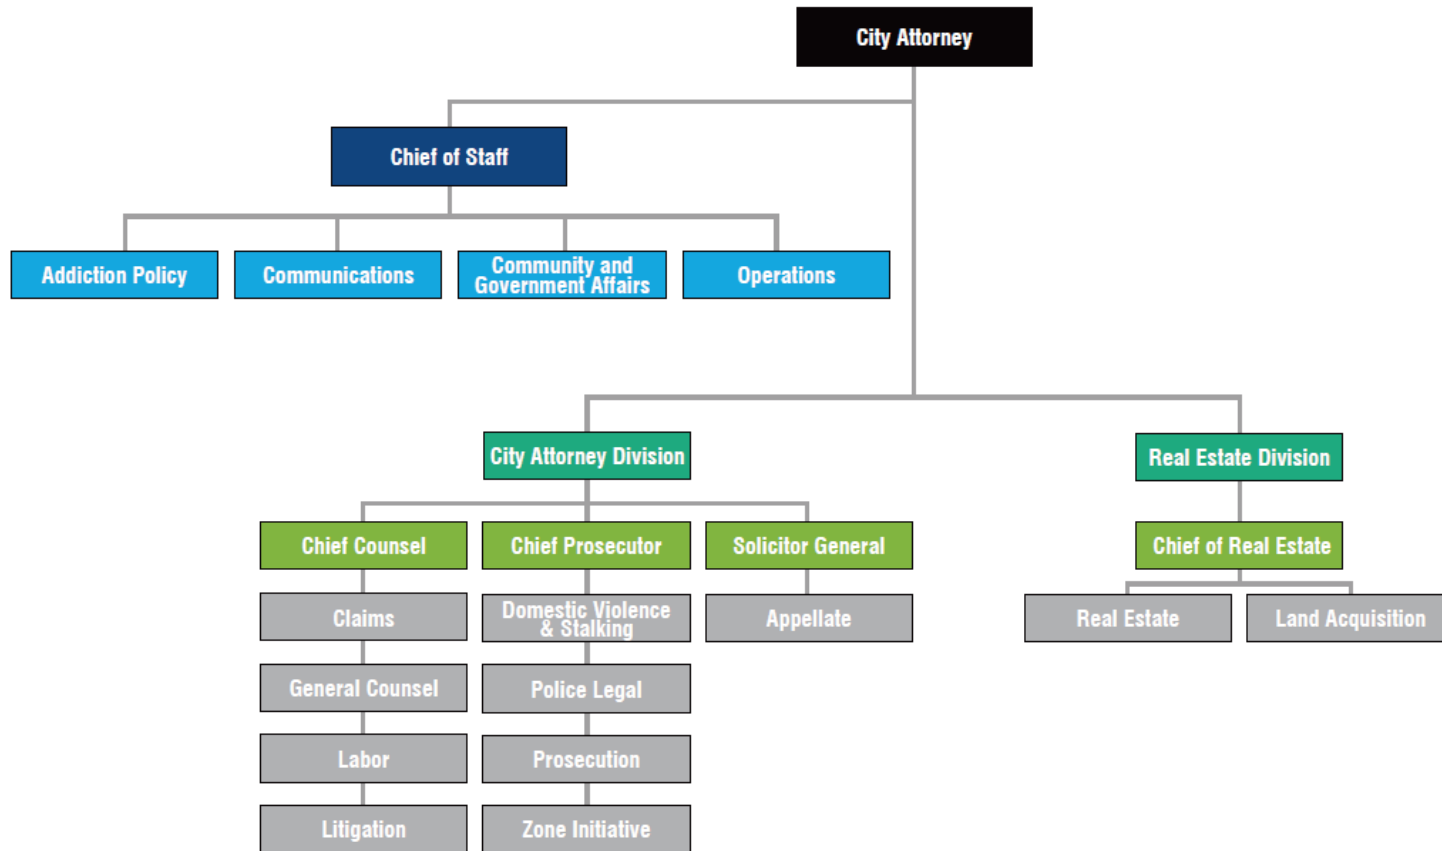 City Attorney
Chief of Staff
Addiction Policy
Communications
Community and
Government Affairs
Operations
City Attorney Division
Real Estate Division
Chief Counsel
Chief Prosecutor
Solicitor General
Chief of Real Estate
Claims
Domestic Violence
& Stalking
Appellate
Real Estate
Land Acquisition
General Counsel
Police Legal
Labor
Prosecution
Litigation
Zone Initiative